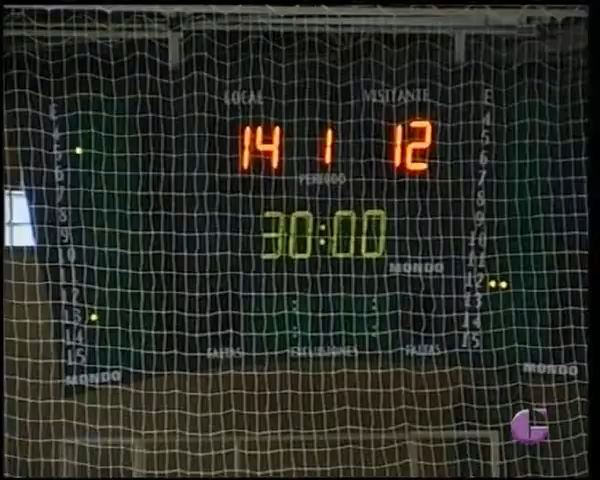 LOCAL VISITANTE
14 1 12
PERIODO
30:00
MONDO
FALTAS EXCLUSIONES FALTAS
E
4
5
6
7
8
9
10
11
12
13
14
15
MONDO
E
4
5
6
7
8
9
10
11
12
13
14
15
MONDO